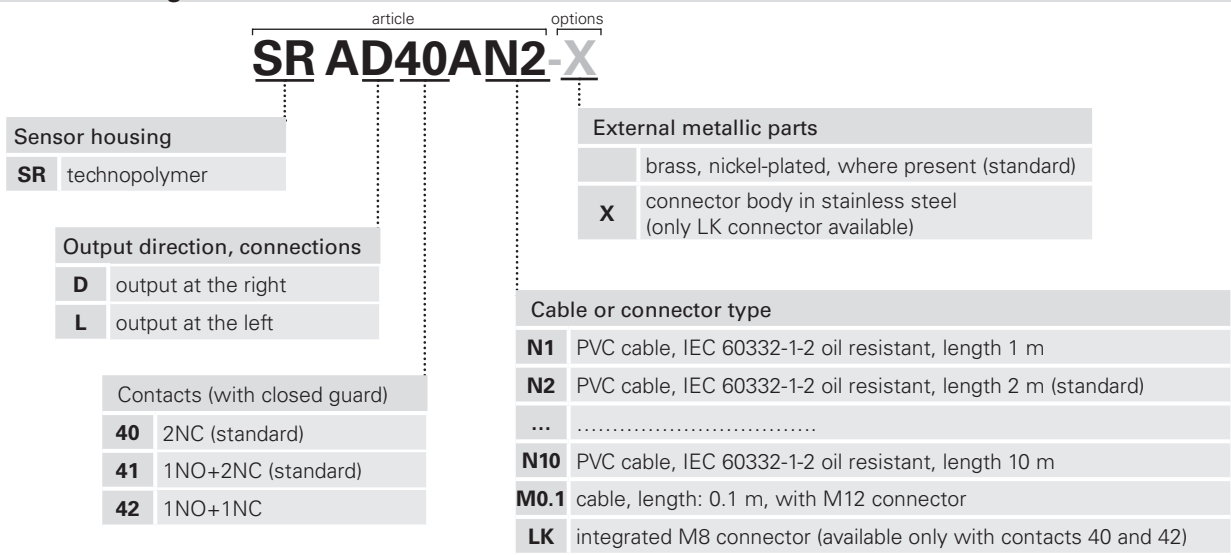 article options
SR AD40AN2-X
Sensor housing
SR technopolymer
Output direction, connections
D output at the right
L output at the left
Contacts (with closed guard)
40 2NC (standard)
41 1NO+2NC (standard)
42 1NO+1NC
External metallic parts
brass, nickel-plated, where present (standard)
X connector body in stainless steel
(only LK connector available)
Cable or connector type
N1 PVC cable, IEC 60332-1-2 oil resistant, length 1 m
N2 PVC cable, IEC 60332-1-2 oil resistant, length 2 m (standard)
... ..................................
N10 PVC cable, IEC 60332-1-2 oil resistant, length 10 m
M0.1 cable, length: 0.1 m, with M12 connector
LK integrated M8 connector (available only with contacts 40 and 42)